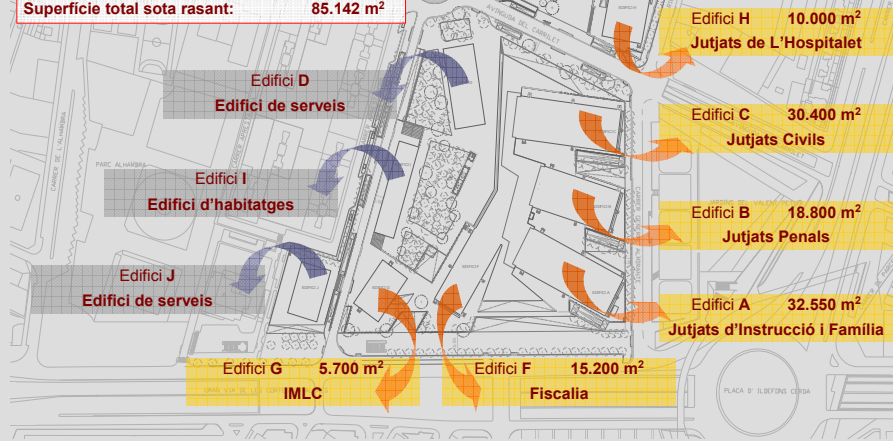 Superfície total sota rasant: 85.142 m²
AVINGUDA DEL CARRILET
Edifici H 10.000 m²
Jutjats de L'Hospitalet
Edifici D
Edifici de serveis
Edifici C 30.400 m²
Jutjats Civils
CARRER DE L'ALHAMBRA
PARC ALHAMBRA
Edifici I
Edifici d'habitatges
Edifici B 18.800 m²
Jutjats Penals
Edifici J
Edifici de serveis
Edifici A 32.550 m²
Jutjats d'Instrucció i Família
Edifici G 5.700 m²
IMLC
Edifici F 15.200 m²
Fiscalia
PLAÇA D' ILDEFONS CERDÀ